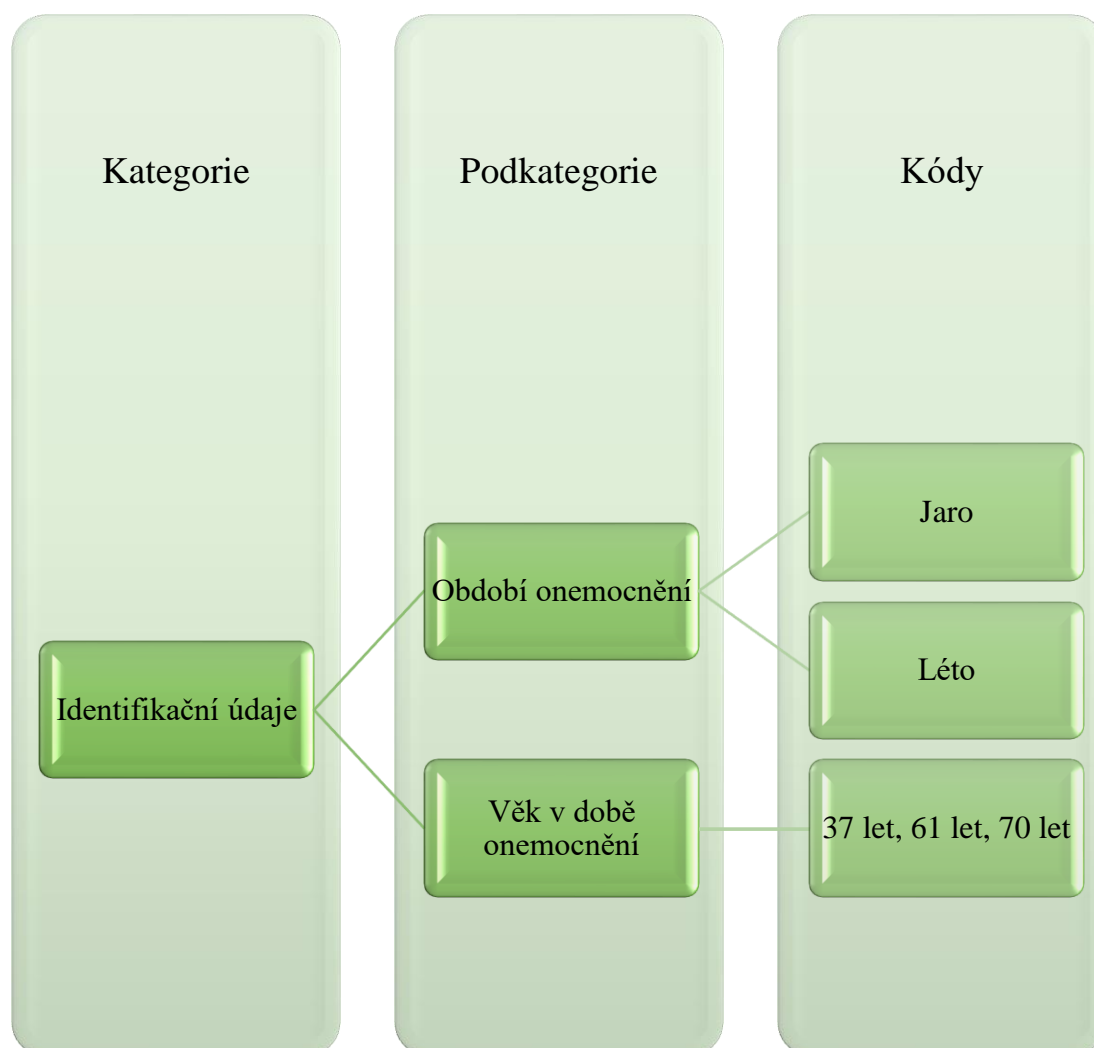 Kategorie
Podkategorie
Kódy
Identifikační údaje
Období onemocnění
Věk v době
onemocnění
Jaro
Léto
37 let, 61 let, 70 let